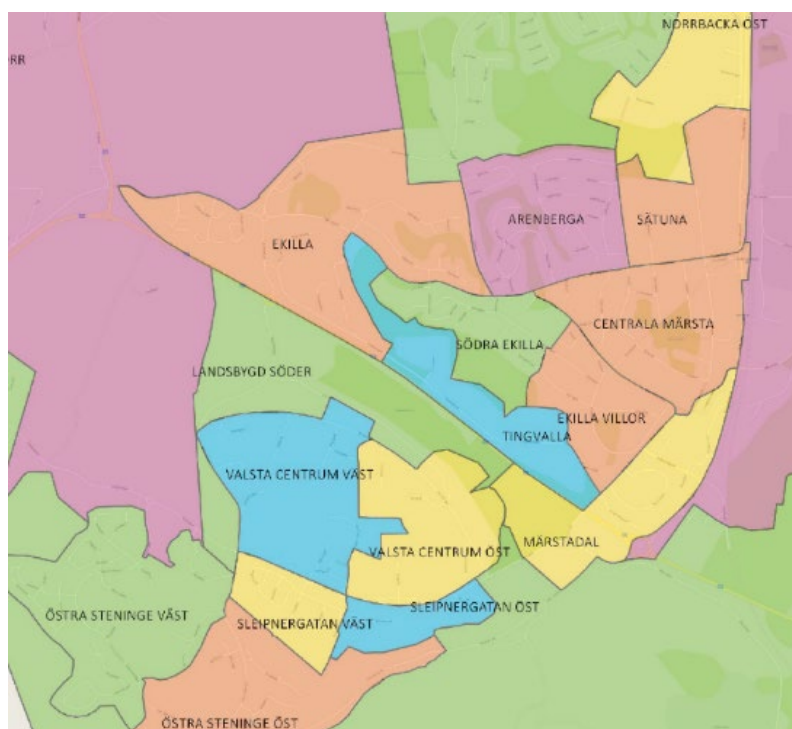 NORRBACKA ÖST
RR
ARENBERGA
SÄTUNA
EKILLA
CENTRALA MÄRSTA
SÖDRA EKILLA
LANDSBYGD SÖDER
EKILLA VILLOR
TINGVALLA
VALSTA CENTRUM VÄST
MÄRSTADAL
VALSTA CENTRUM ÖST
SLEIPNERGATAN ÖST
ÖSTRA STENINGE VÄST
SLEIPNERGATAN VÄST
ÖSTRA STENINGE ÖST